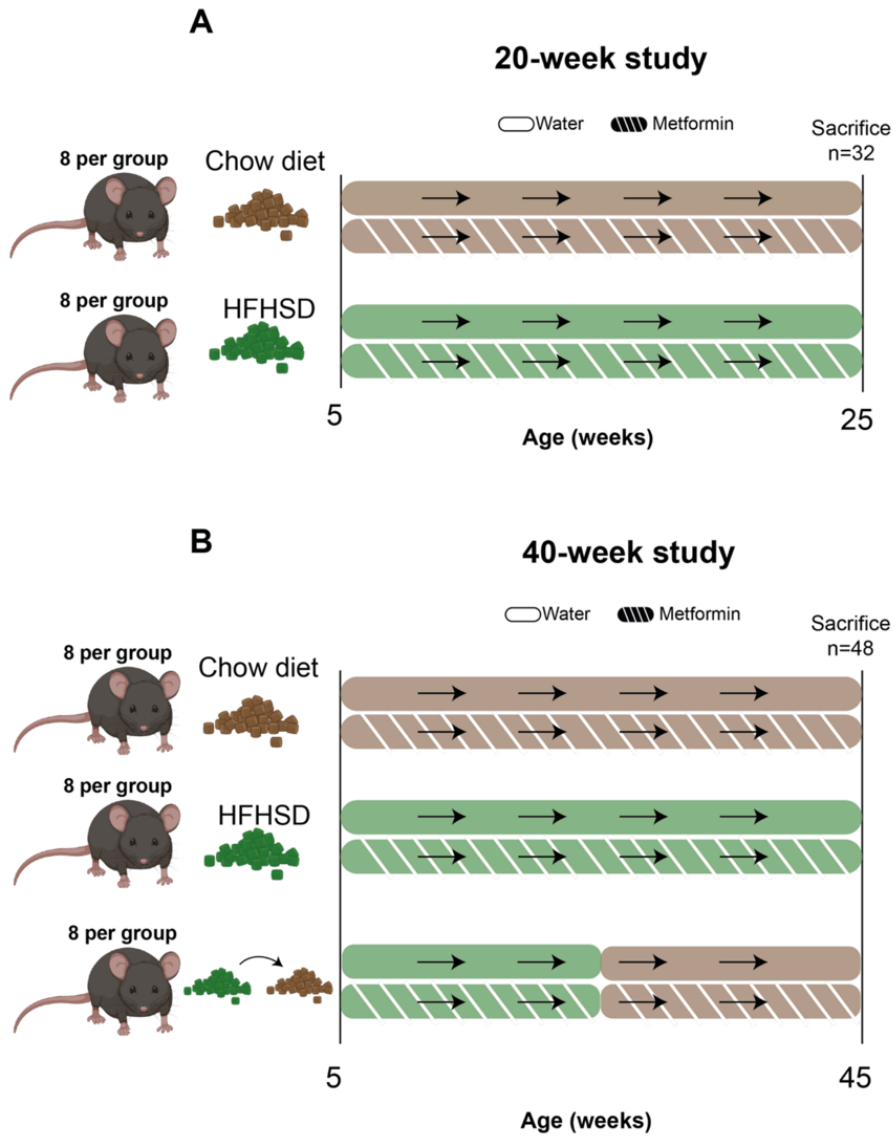 A
20-week study
Water Metformin
Sacrifice
n=32
8 per group
Chow diet
8 per group
HFHSD
5
25
Age (weeks)
B
40-week study
Water Metformin
Sacrifice
n=48
8 per group
Chow diet
8 per group
HFHSD
8 per group
5
45
Age (weeks)